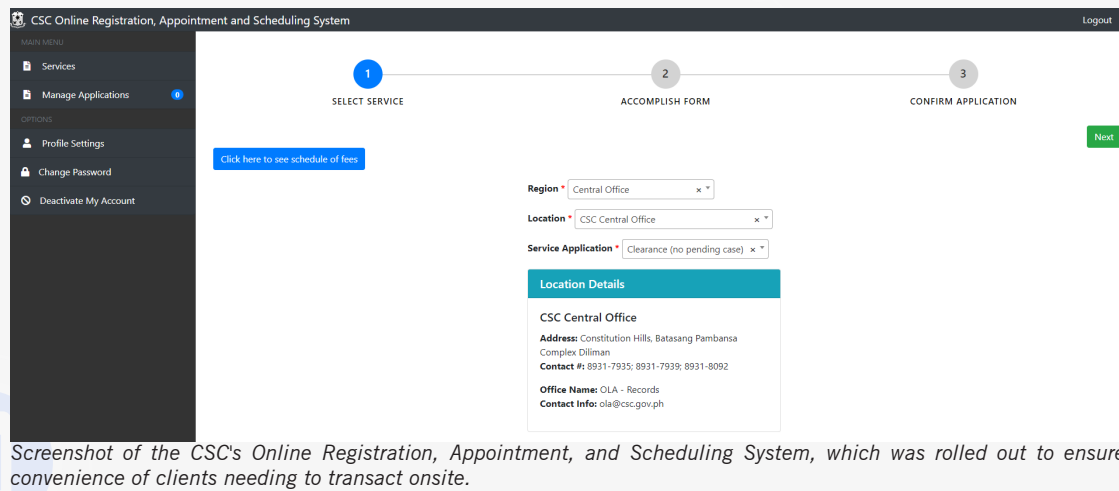 CSC Online Registration, Appointment and Scheduling System
Logout
MAIN MENU
Services
Manage Applications 0
OPTIONS
Profile Settings
Change Password
Deactivate My Account
1
2
3
SELECT SERVICE
ACCOMPLISH FORM
CONFIRM APPLICATION
Next
Click here to see schedule of fees
Region * Central Office × 
Location * CSC Central Office ×
Service Application * Clearance (no pending case) ×
Location Details
CSC Central Office
Address: Constitution Hills, Batasang Pambansa
Complex Diliman
Contact #: 8931-7935; 8931-7939; 8931-8092
Office Name: OLA - Records
Contact Info: ola@csc.gov.ph
Screenshot of the CSC's Online Registration, Appointment, and Scheduling System, which was rolled out to ensure
convenience of clients needing to transact onsite.